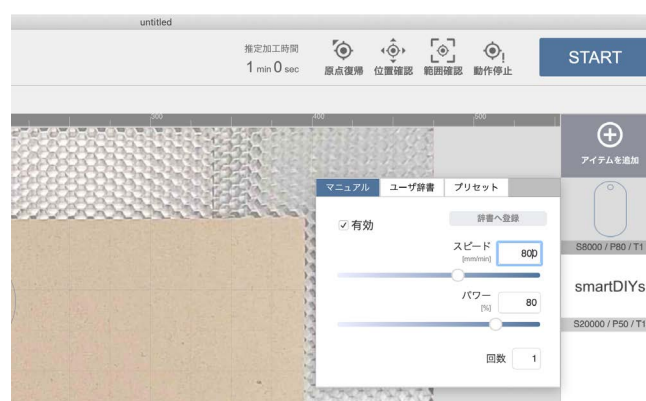 untitled
推定加工時間
1 min 0 sec
原点復帰
位置確認
範囲確認
動作停止
START
300
400
500
アイテムを追加
マニュアル
ユーザ辞書
プリセット
有効
辞書へ登録
スピード
[mm/min]
800
パワー
[%]
80
回数
1
S8000 / P80 / T1
smartDIYs
S20000 / P50 / T1